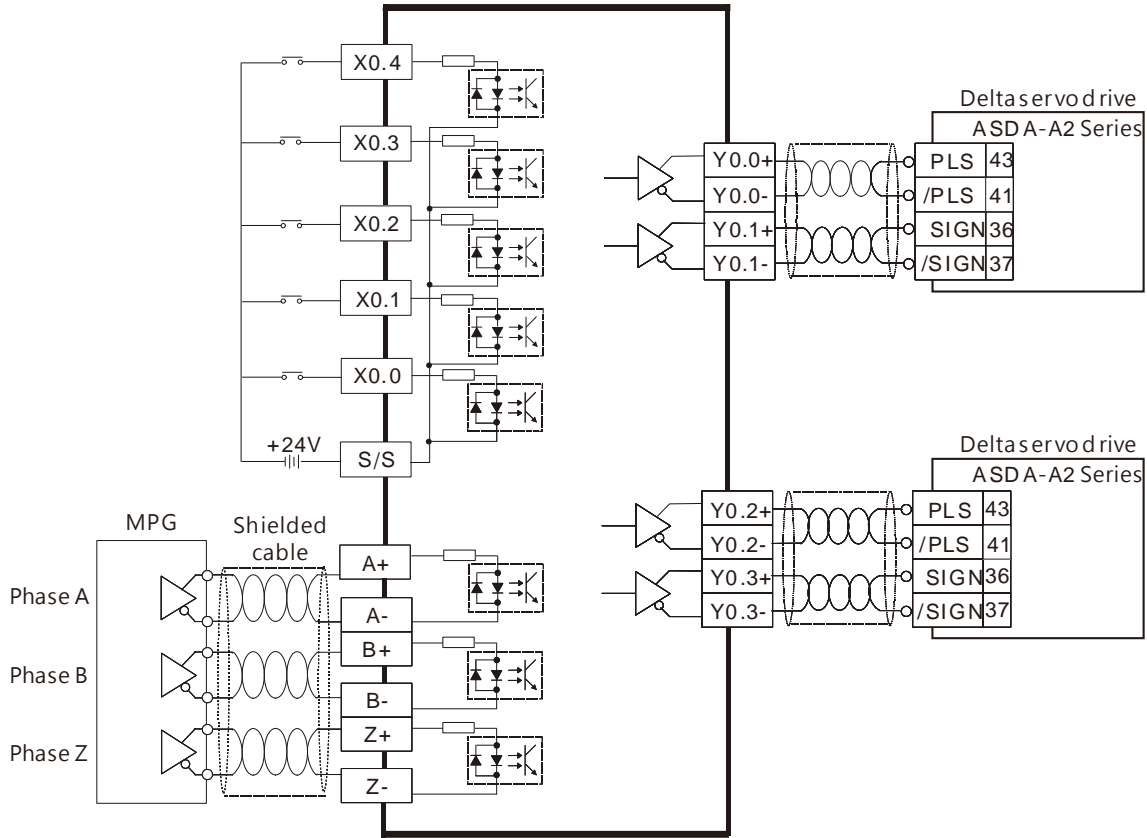 X0.4
X0.3
X0.2
X0.1
X0.0
+24V
S/S
MPG
Shielded
cable
Phase A
Phase B
Phase Z
A+
A-
B+
B-
Z+
Z-
Delta servo drive
ASDA-A2 Series
Y0.0+
Y0.0-
Y0.1+
Y0.1-
PLS 43
/PLS 41
SIGN 36
/SIGN 37
Delta servo drive
ASDA-A2 Series
Y0.2+
Y0.2-
Y0.3+
Y0.3-
PLS 43
/PLS 41
SIGN 36
/SIGN 37